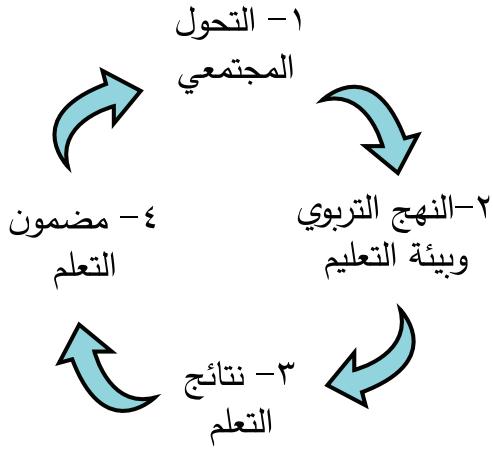 ١- التحول
المجتمعي
٢-النهج التربوي
وبيئة التعليم
٣- نتائج
التعلم
٤- مضمون
التعلم